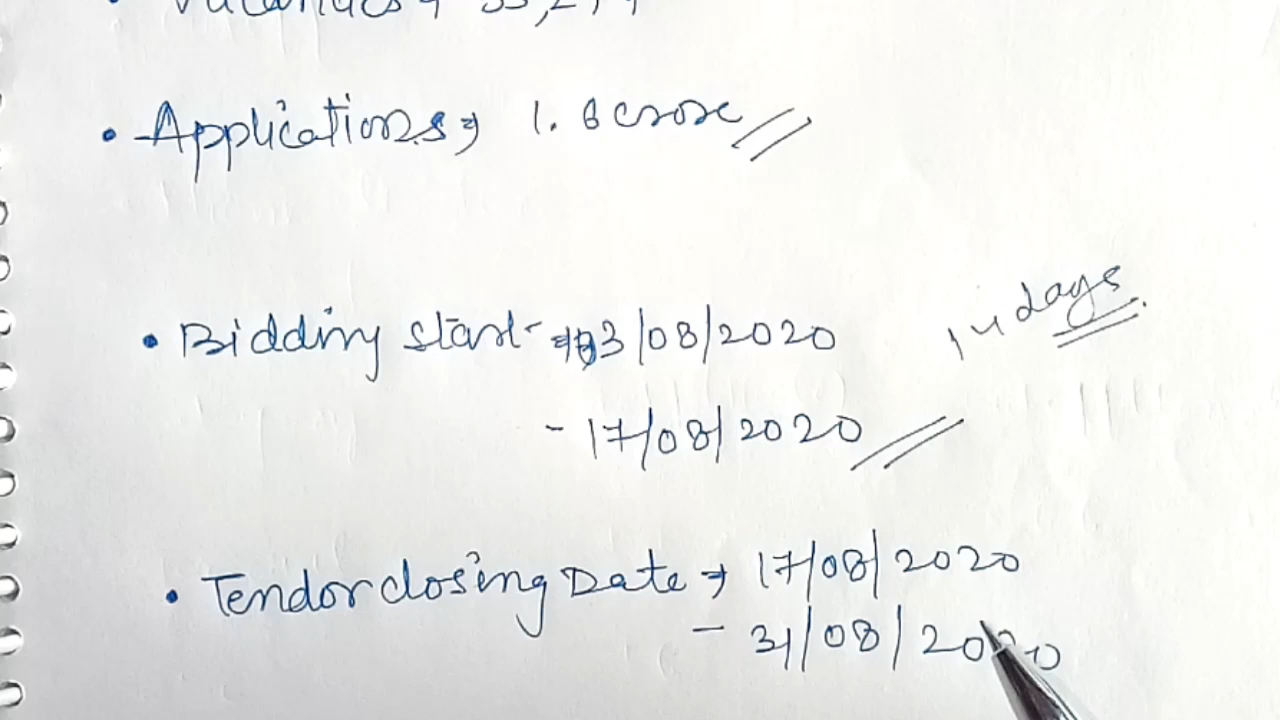 • Applications → 1.6 crore
14 days.
• Bidding start - → 03/08/2020
- 17/08/2020
• Tendor closing Date → 17/08/2020
- 31/08/2020